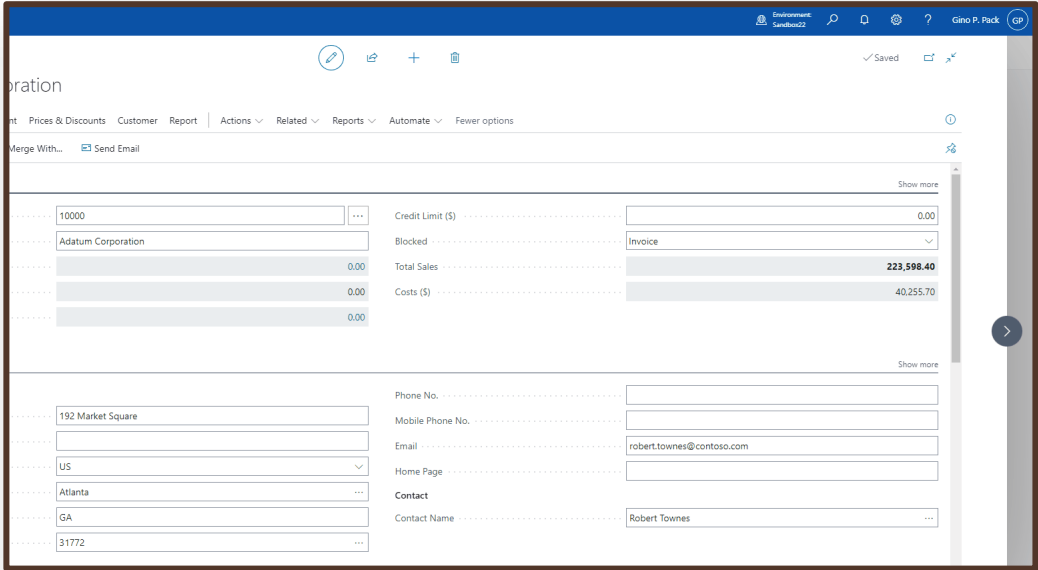 Environment:
Sandbox22
?
Gino P. Pack
GP
Saved
oration
nt Prices & Discounts Customer Report Actions Related Reports Automate Fewer options
Merge With... Send Email
Show more
10000 ... Credit Limit ($) 0.00
Adatum Corporation Blocked Invoice
0.00 Total Sales 223,598.40
0.00 Costs ($) 40,255.70
0.00
Show more
Phone No.
192 Market Square
Mobile Phone No.
Email robert.townes@contoso.com
US
Home Page
Atlanta ...
Contact
GA
Contact Name Robert Townes ...
31772 ...